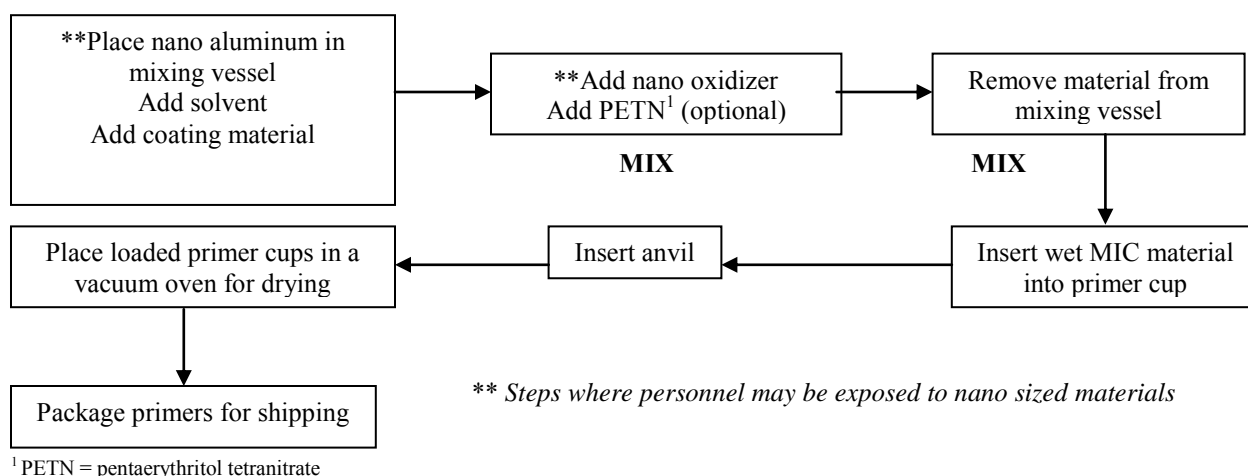 **Place nano aluminum in
mixing vessel
Add solvent
Add coating material
**Add nano oxidizer
Add PETN¹ (optional)
MIX
Remove material from
mixing vessel
MIX
Insert wet MIC material
into primer cup
Insert anvil
Place loaded primer cups in a
vacuum oven for drying
Package primers for shipping
** Steps where personnel may be exposed to nano sized materials
¹ PETN = pentaerythritol tetranitrate